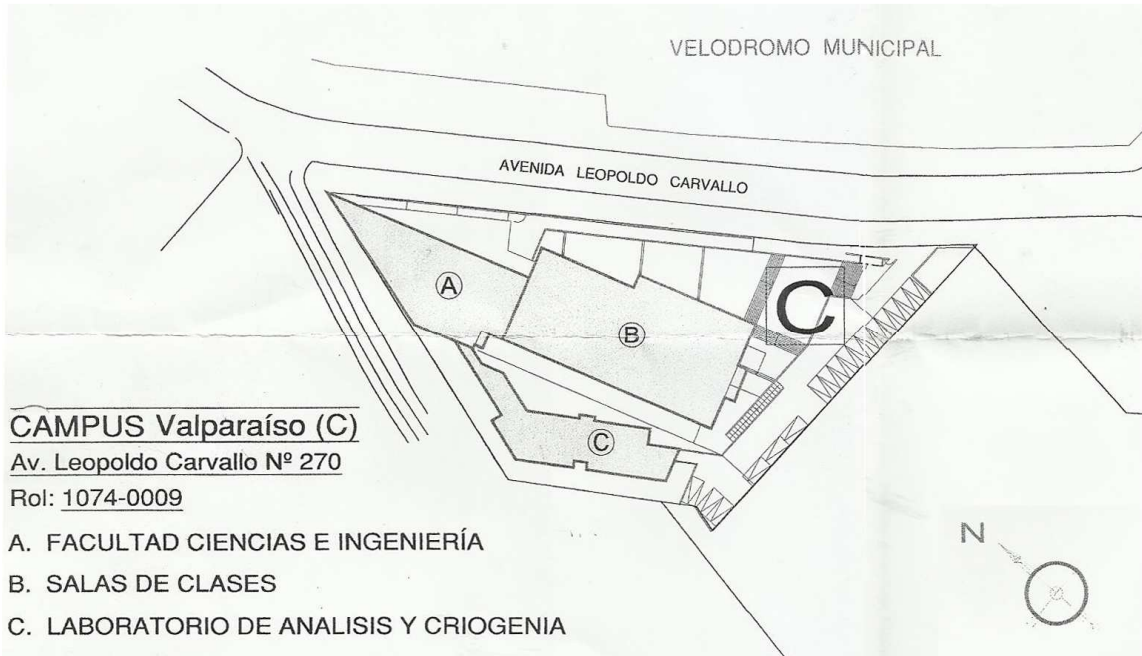 VELODROMO MUNICIPAL
AVENIDA LEOPOLDO CARVALLO
A
B
C
C
CAMPUS Valparaíso (C)
Av. Leopoldo Carvallo Nº 270
Rol: 1074-0009
A. FACULTAD CIENCIAS E INGENIERÍA
B. SALAS DE CLASES
C. LABORATORIO DE ANALISIS Y CRIOGENIA
N